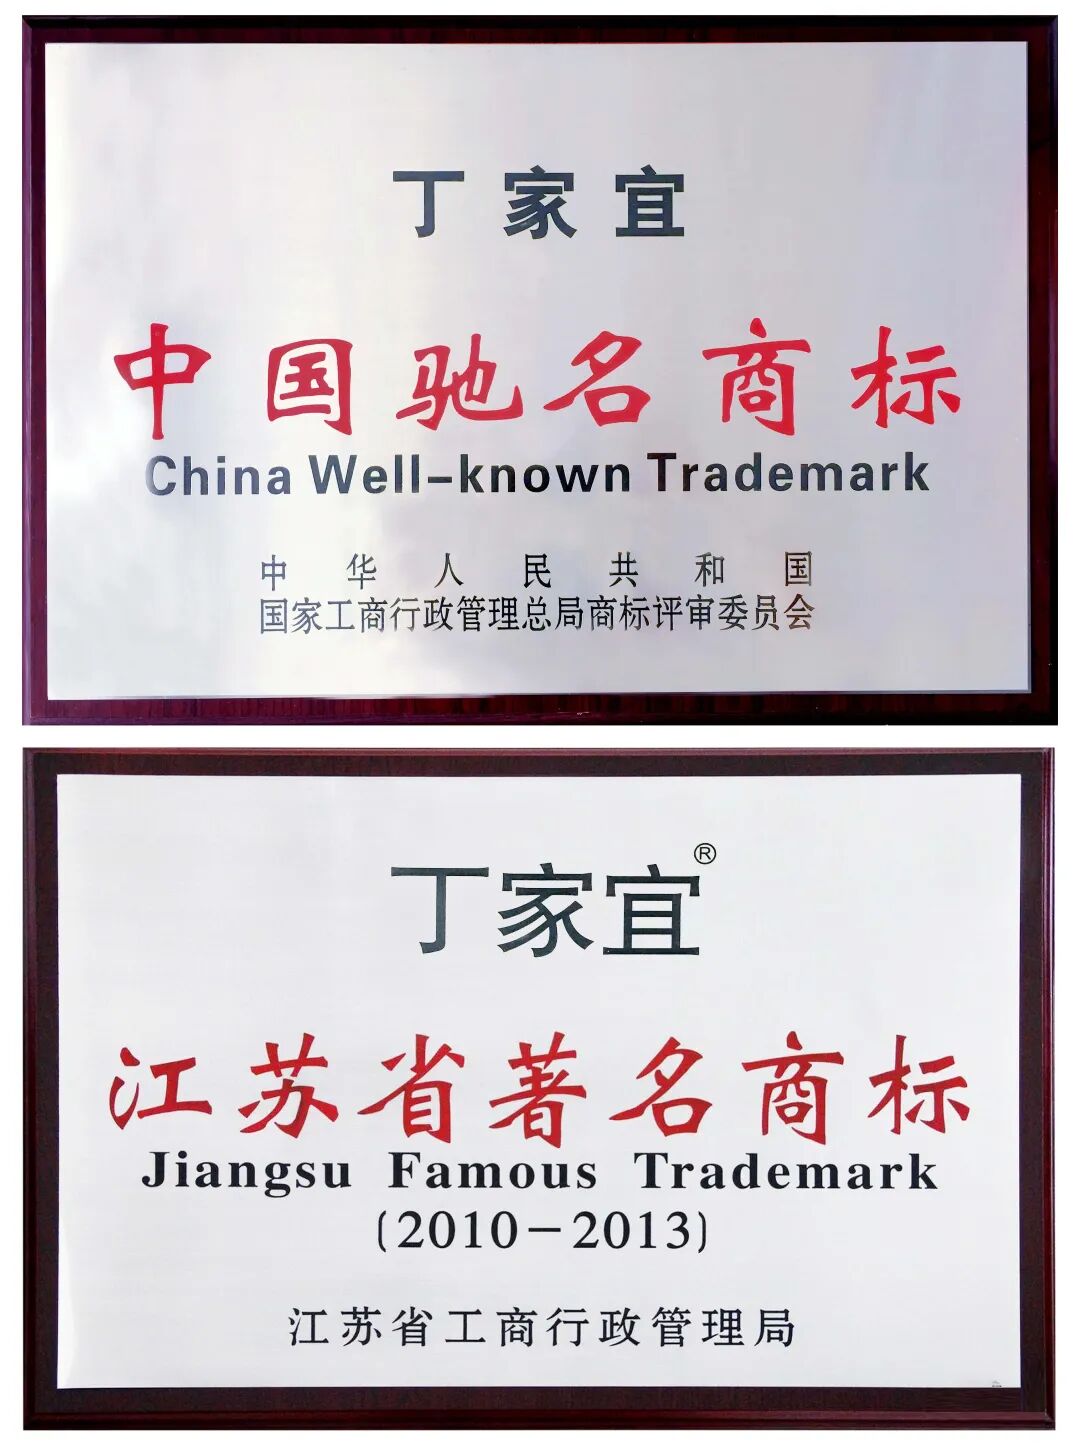 丁家宜
中国驰名商标
China Well-known Trademark
中华人民共和国
国家工商行政管理总局商标评审委员会
丁家宜®
江苏省著名商标
Jiangsu Famous Trademark
(2010-2013)
江苏省工商行政管理局